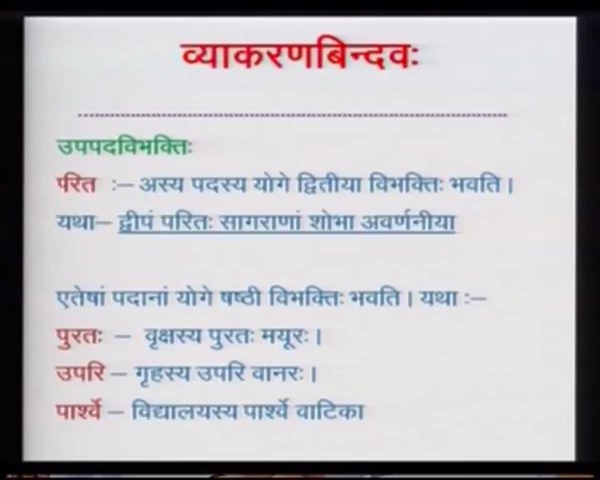 व्याकरणबिन्दवः
उपपदविभक्तिः
परित :– अस्य पदस्य योगे द्वितीया विभक्तिः भवति ।
यथा– द्वीपं परितः सागराणां शोभा अवर्णनीया
एतेषां पदानां योगे षष्ठी विभक्तिः भवति । यथा :–
पुरतः – वृक्षस्य पुरतः मयूरः ।
उपरि – गृहस्य उपरि वानरः ।
पार्श्वे – विद्यालयस्य पार्श्वे वाटिका